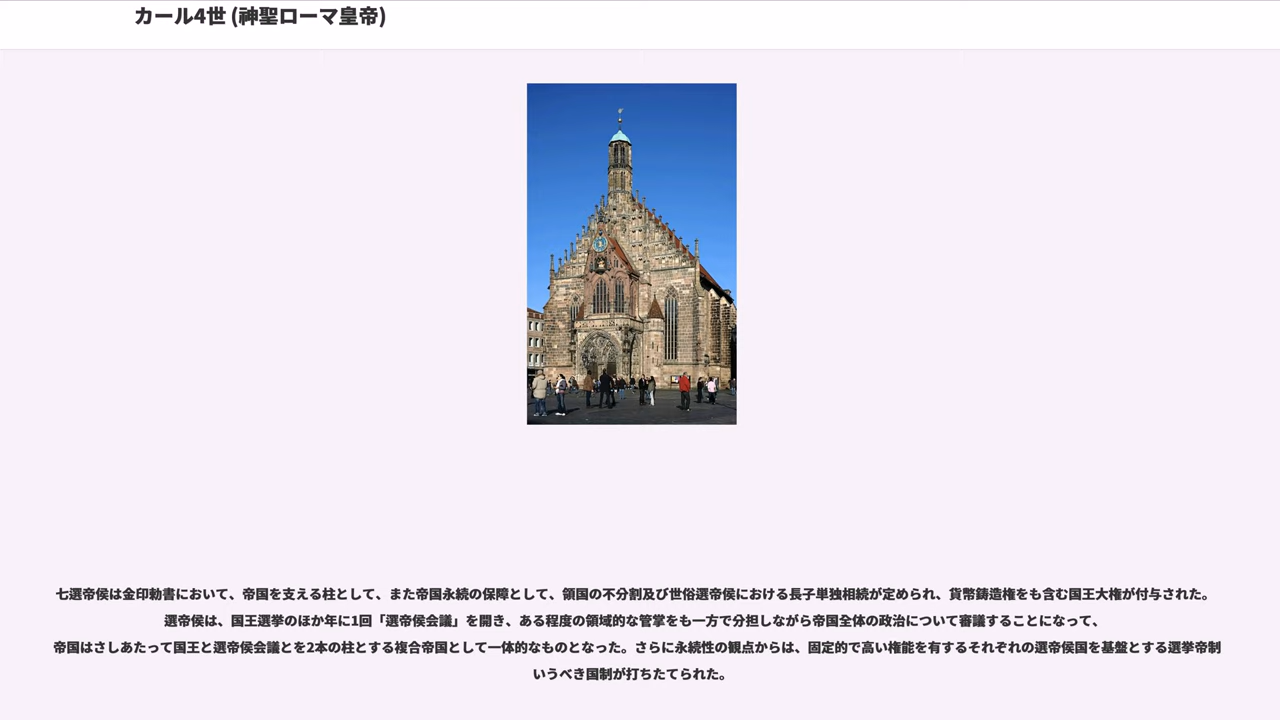 カール4世 (神聖ローマ皇帝)
七選帝侯は金印勅書において、帝国を支える柱として、また帝国永続の保障として、領国の不分割及び世俗選帝侯における長子単独相続が定められ、貨幣鋳造権をも含む国王大権が付与された。
選帝侯は、国王選挙のほか年に1回「選帝侯会議」を開き、ある程度の領域的な管掌をも一方で分担しながら帝国全体の政治について審議することになって、
帝国はさしあたって国王と選帝侯会議とを2本の柱とする複合帝国として一体的なものとなった。さらに永続性の観点からは、固定的で高い権能を有するそれぞれの選帝侯国を基盤とする選挙帝制
いうべき国制が打ちたてられた。